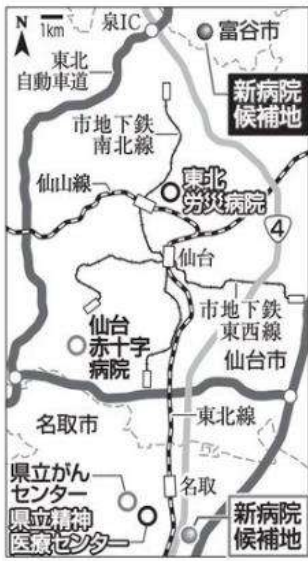 N
1km
泉IC
富谷市
東北
自動車道
新病院
候補地
市地下鉄
南北線
仙山線
東北
労災病院
4
仙台
市地下鉄
東西線
仙台
赤十字
病院
仙台市
名取市
東北線
県立がん
センター
名取
県立精神
医療センター
新病院
候補地